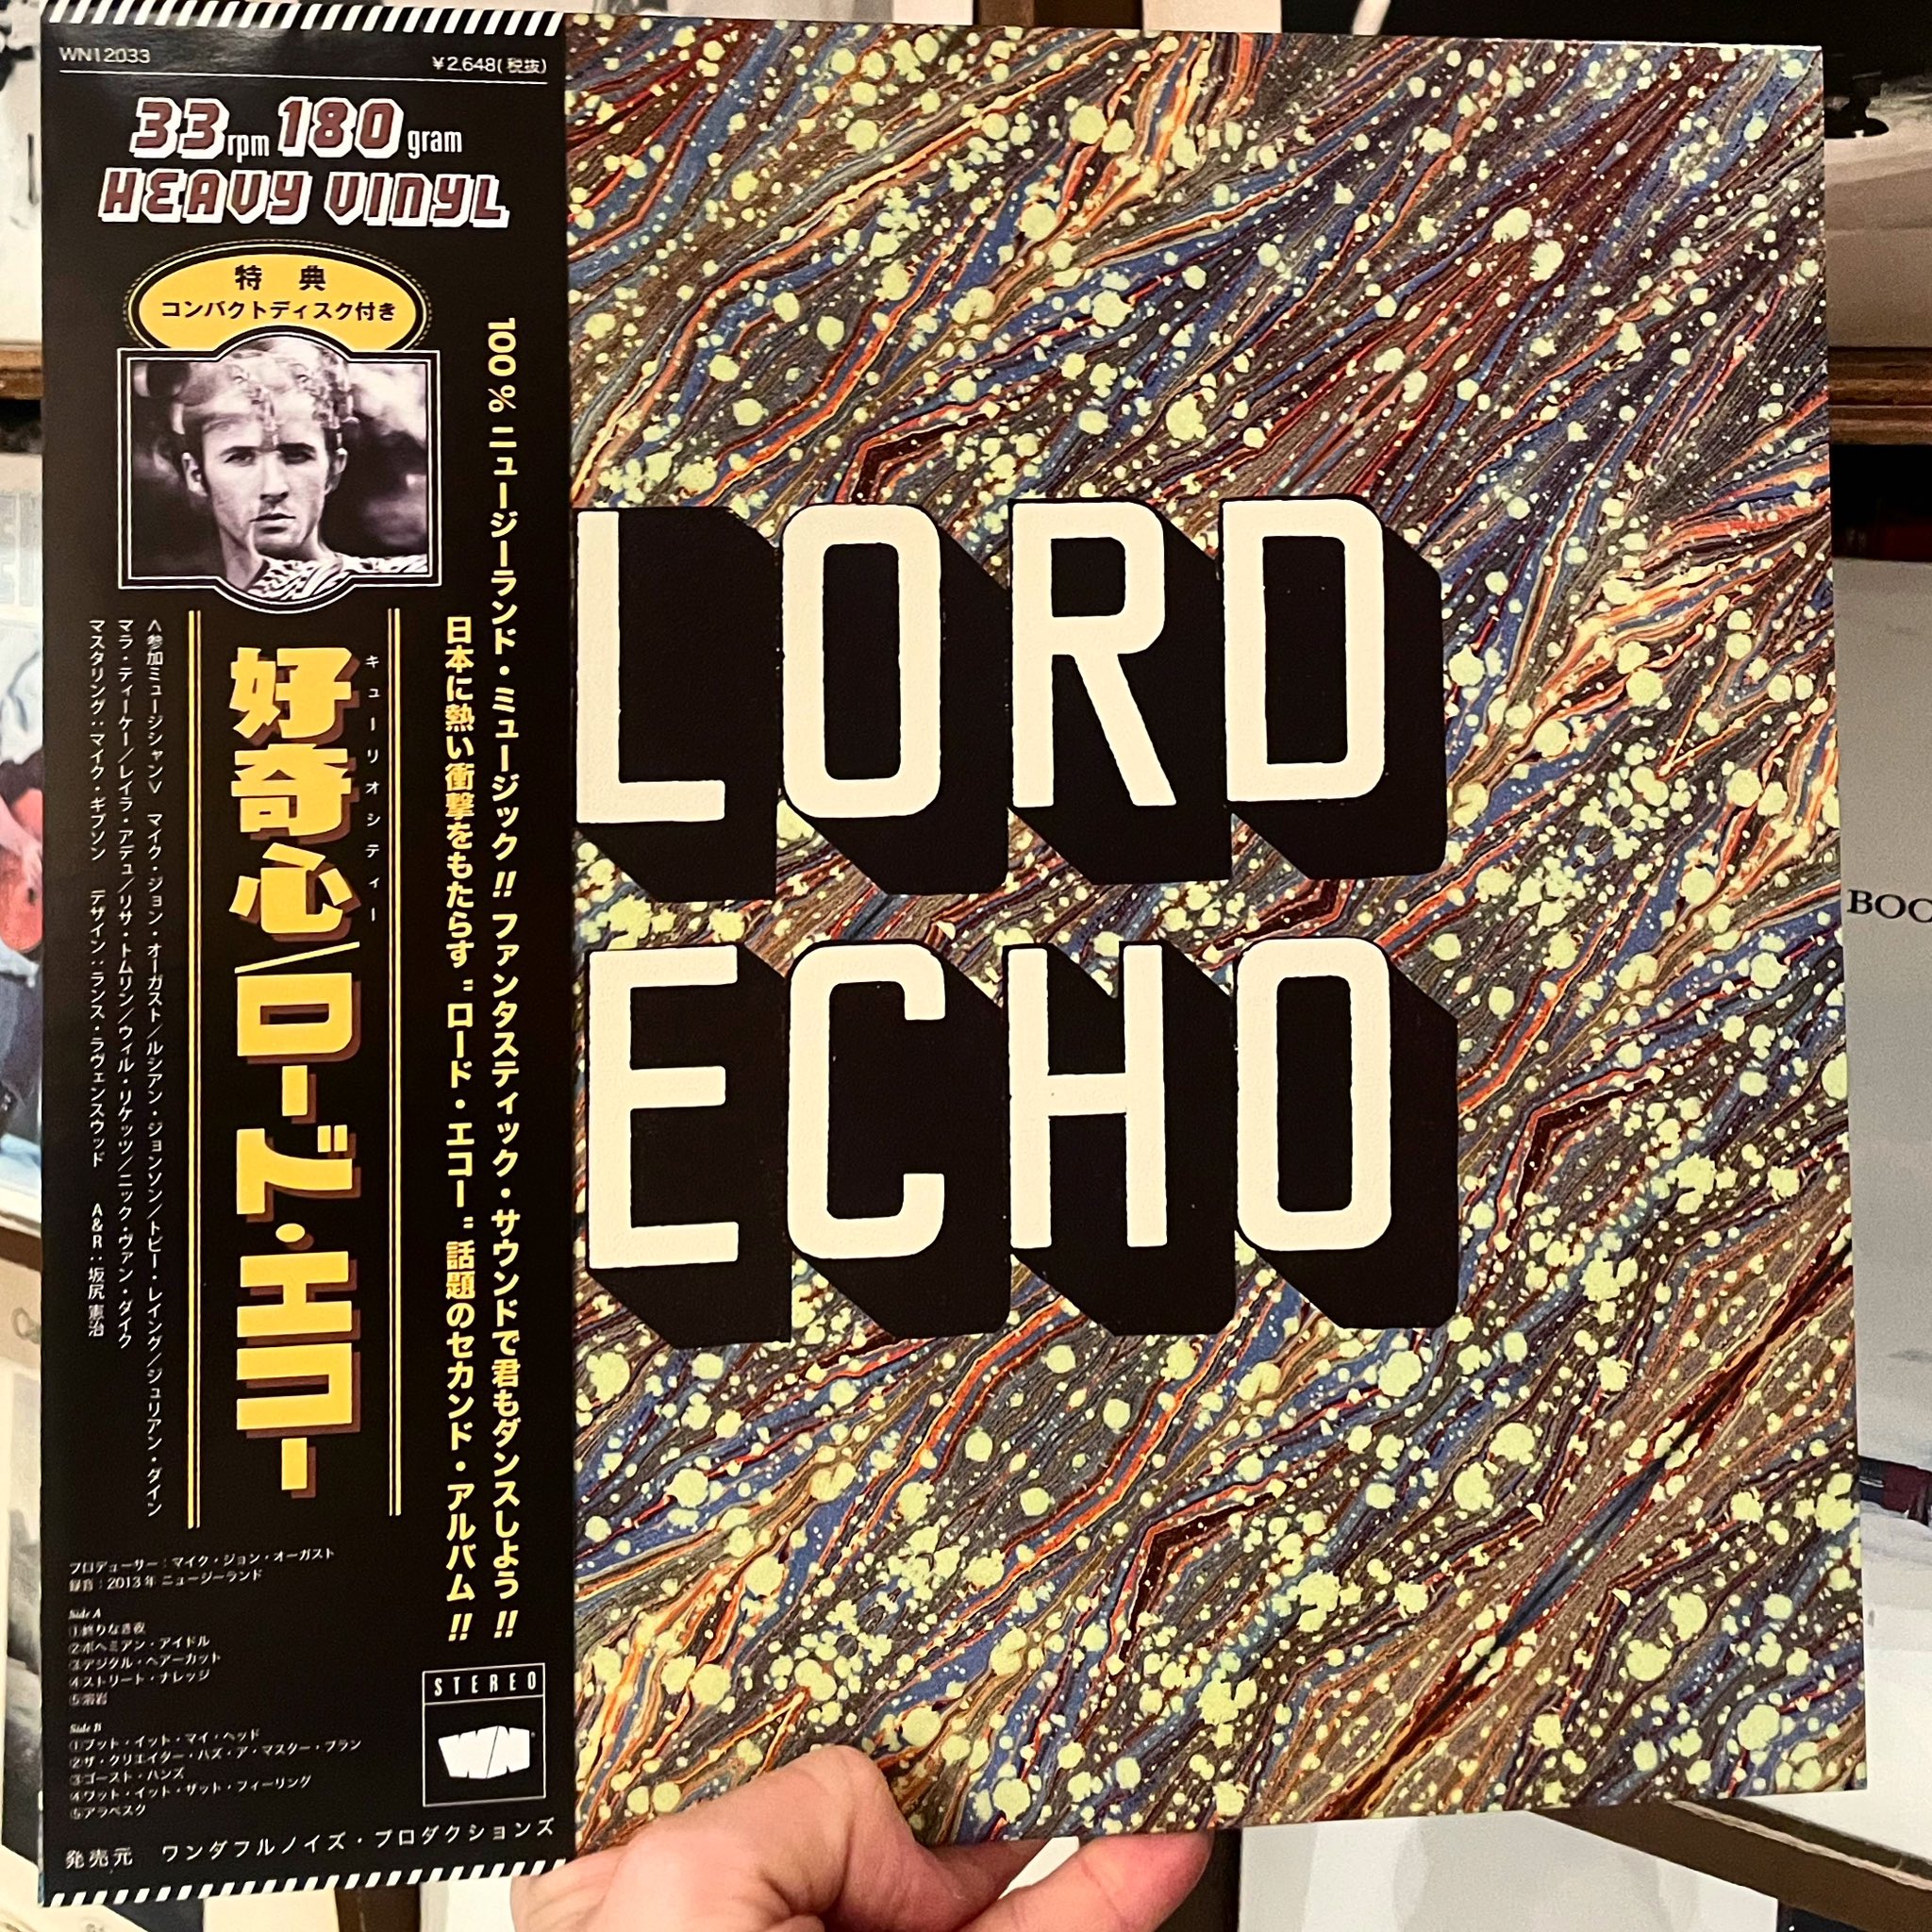 WN12033
¥2,648(税抜)
33rpm 180 gram
HEAVY VINYL
特典
コンパクトディスク付き
100%ニュージーランド・ミュージック!!ファンタスティック・サウンドで君もダンスしよう!!
日本に熱い衝撃をもたらす"ロード・エコー"話題のセカンド・アルバム!!
キューリオシティー
好奇心/ロード・エコー
<参加ミュージシャン> マイク・ジョン・オーガスト/ルシアン・ジョンソン/トビー・レイング/ジュリアン・ダイン
マラ・ティーケー/レイラ・アデュ/リサ・トムリン/ウィル・リケッツ/ニック・ヴァン・ダイク
マスタリング:マイク・ギブソン デザイン:ランス・ラヴェンスウッド A&R:坂尻憲治
プロデューサー:マイク・ジョン・オーガスト
録音:2013年 ニュージーランド
Side A
①終りなき夜
②ボヘミアン・アイドル
③デジタル・ヘアーカット
④ストリート・ナレッジ
⑤溶岩
Side B
①プット・イット・マイ・ヘッド
②ザ・クリエイター・ハズ・ア・マスター・プラン
③ゴースト・ハンズ
④ワット・イット・ザット・フィーリング
⑤アラベスク
STEREO
発売元 ワンダフルノイズ・プロダクションズ
LORD
ECHO
BOC